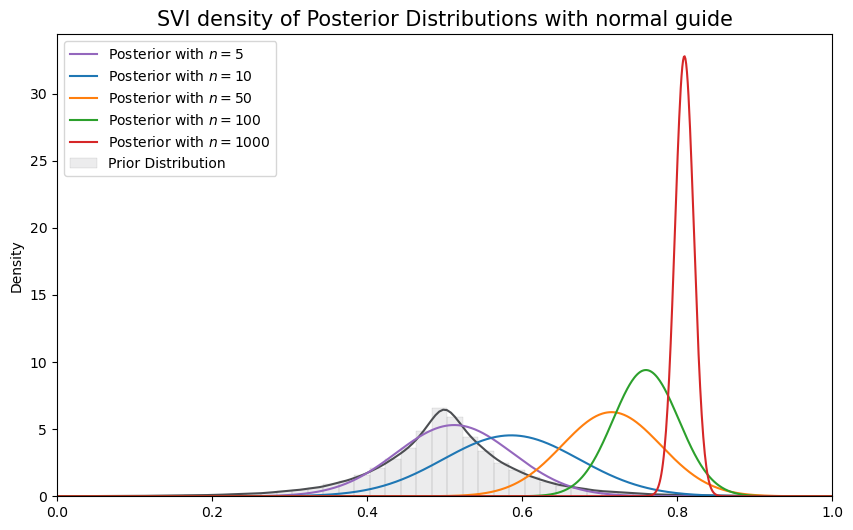 SVI density of Posterior Distributions with normal guide
Posterior with n = 5
Posterior with n = 10
Posterior with n = 50
Posterior with n = 100
Posterior with n = 1000
Prior Distribution
Density
30
25
20
15
10
5
0
0.0 0.2 0.4 0.6 0.8 1.0